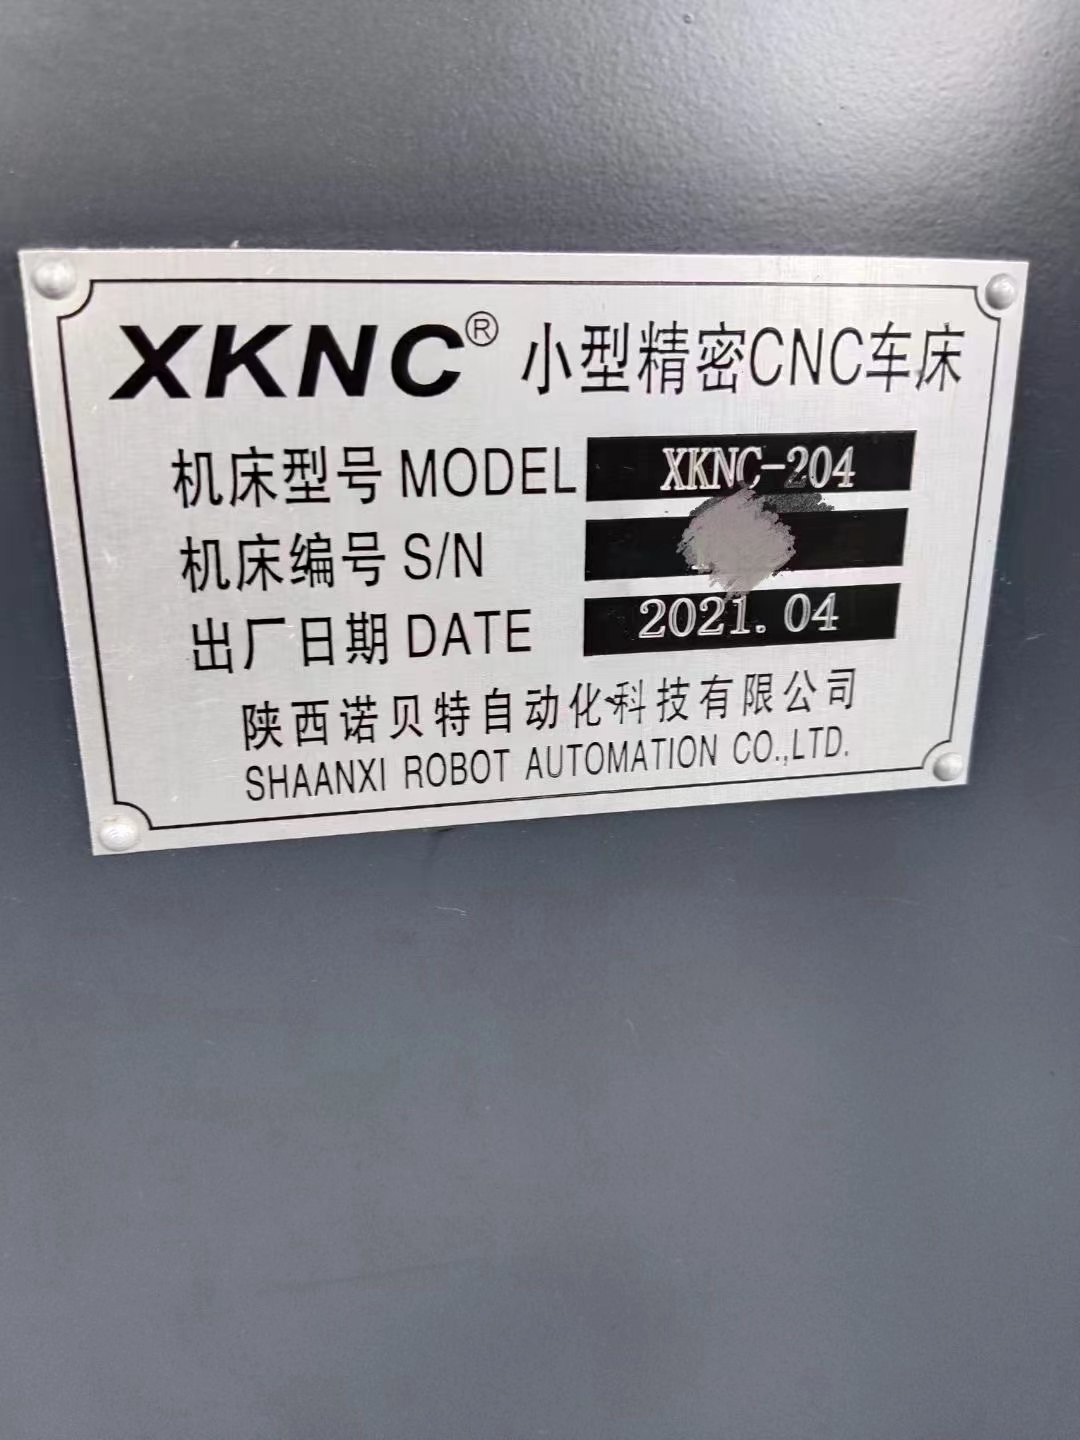 XKNC® 小型精密CNC车床
机床型号 MODEL XKNC-204
机床编号 S/N
出厂日期 DATE 2021.04
陕西诺贝特自动化科技有限公司
SHAANXI ROBOT AUTOMATION CO.,LTD.